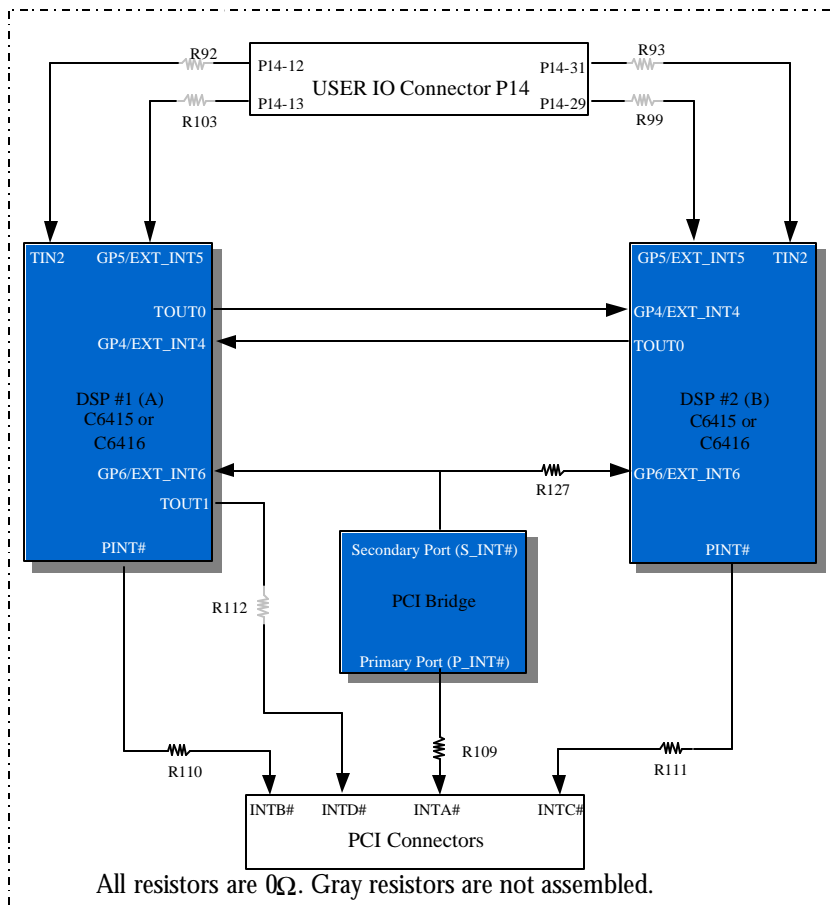 R92
R93
P14-12
P14-31
USER IO Connector P14
P14-13
P14-29
R103
R99
TIN2
GP5/EXT_INT5
GP5/EXT_INT5
TIN2
TOUT0
GP4/EXT_INT4
GP4/EXT_INT4
TOUT0
DSP #1 (A)
C6415 or
C6416
DSP #2 (B)
C6415 or
C6416
GP6/EXT_INT6
GP6/EXT_INT6
R127
TOUT1
PINT#
Secondary Port (S_INT#)
PINT#
PCI Bridge
R112
Primary Port (P_INT#)
R109
R110
R111
INTB#
INTD#
INTA#
INTC#
PCI Connectors
All resistors are 0Ω. Gray resistors are not assembled.